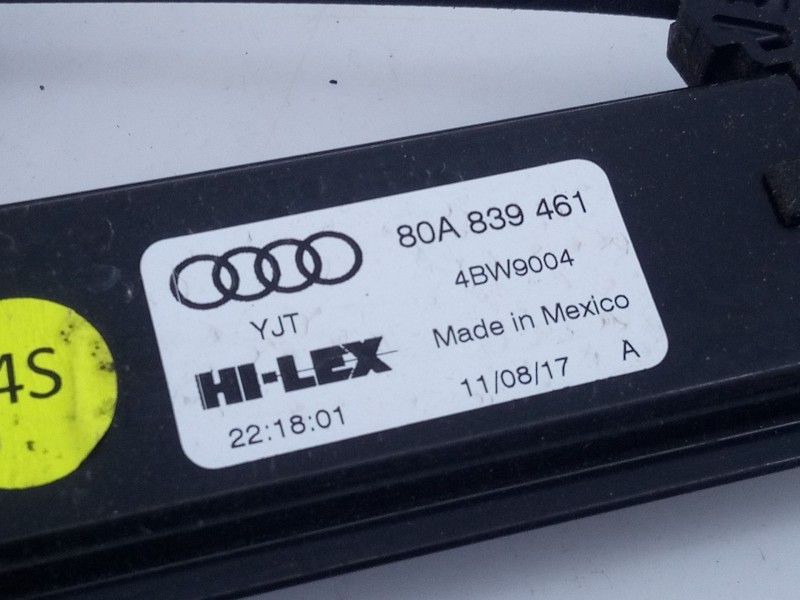 80A 839 461
4BW9004
YJT
Made in Mexico
HI-LEX
A
11/08/17
22:18:01
4S